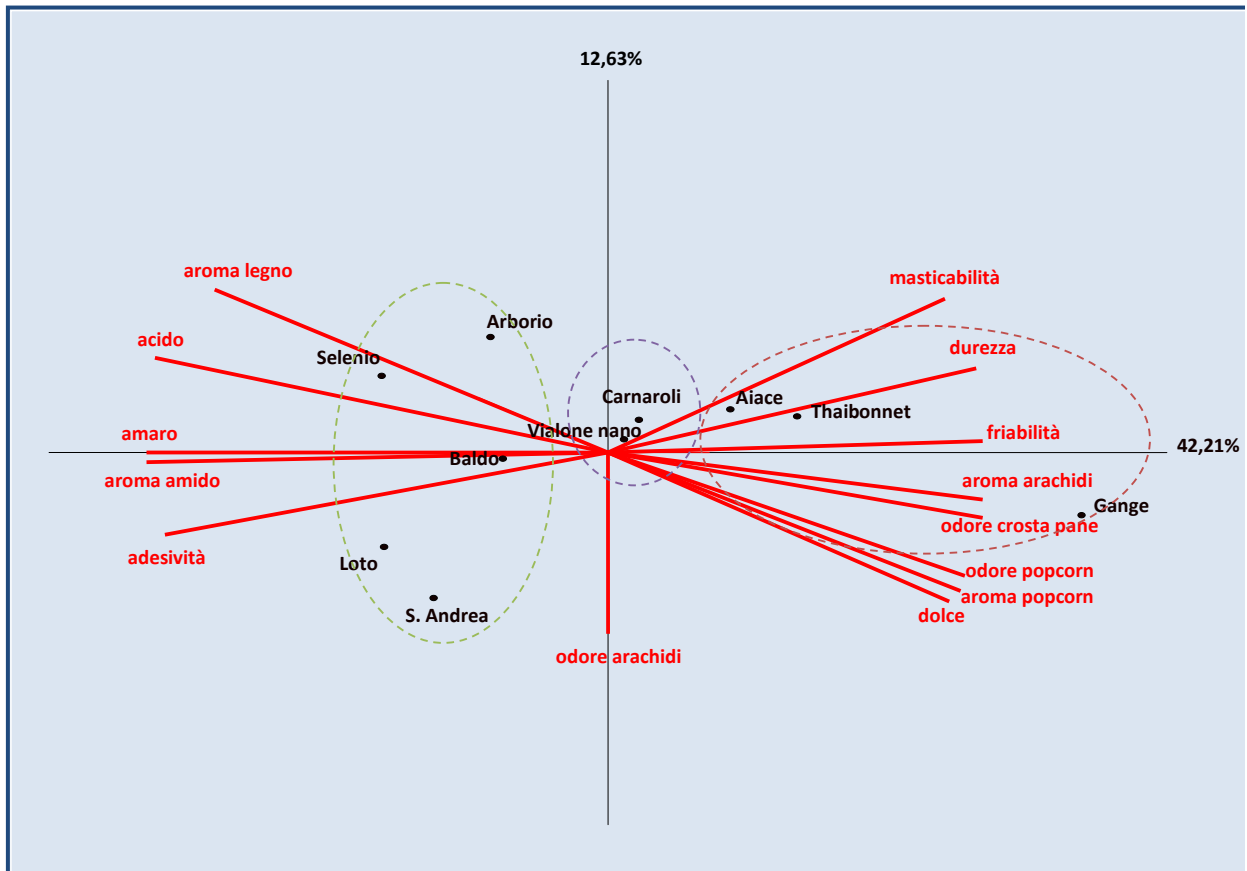 12,63%
aroma legno
masticabilità
Arborio
acido
durezza
Selenio
Carnaroli
Aiace
Thaibonnet
amaro
Vialone nano
friabilità
42,21%
Baldo
aroma amido
aroma arachidi
Gange
odore crosta pane
adesività
Loto
odore popcorn
aroma popcorn
S. Andrea
dolce
odore arachidi